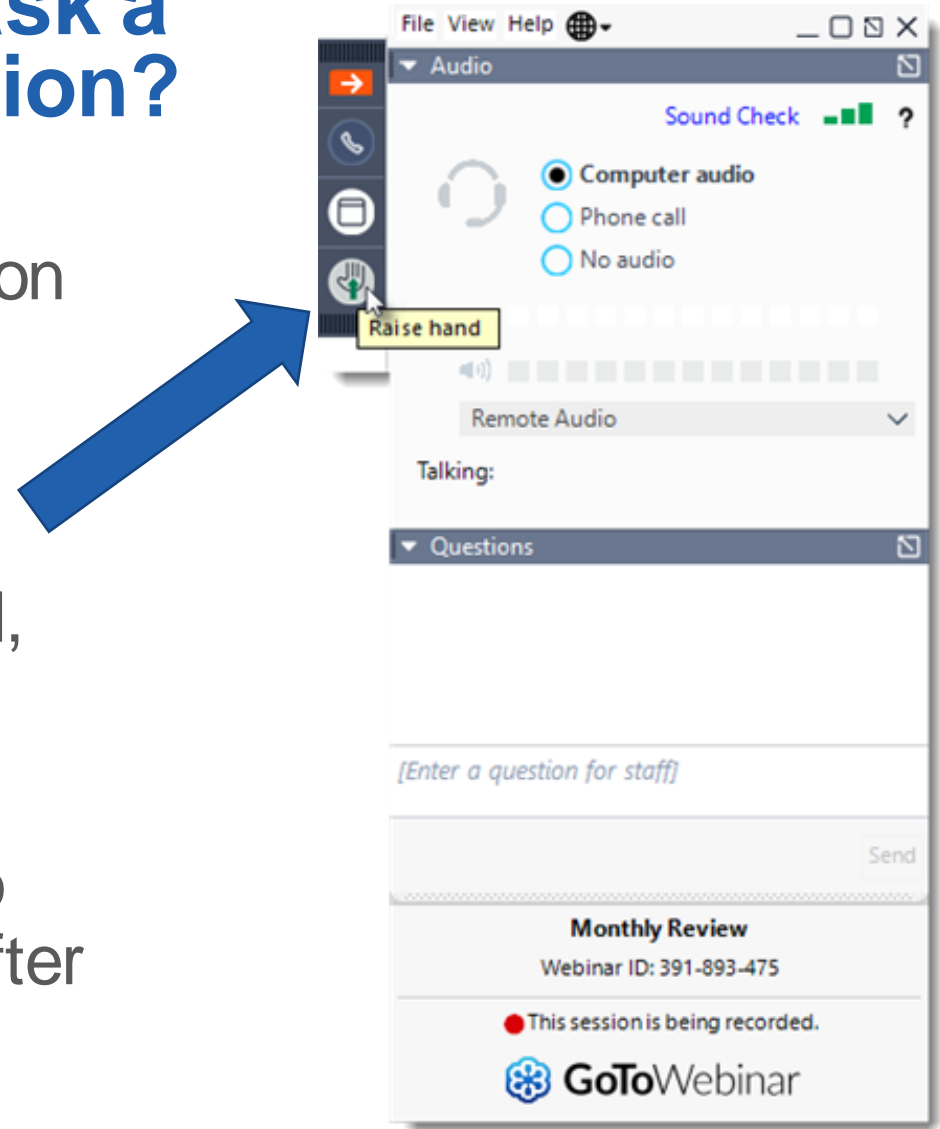 sk a
ion?
on
l,
o
fter
File View Help
Audio
Sound Check ?
Computer audio
Phone call
No audio
Raise hand
Remote Audio
Talking:
Questions
[Enter a question for staff]
Send
Monthly Review
Webinar ID: 391-893-475
This session is being recorded.
GoToWebinar